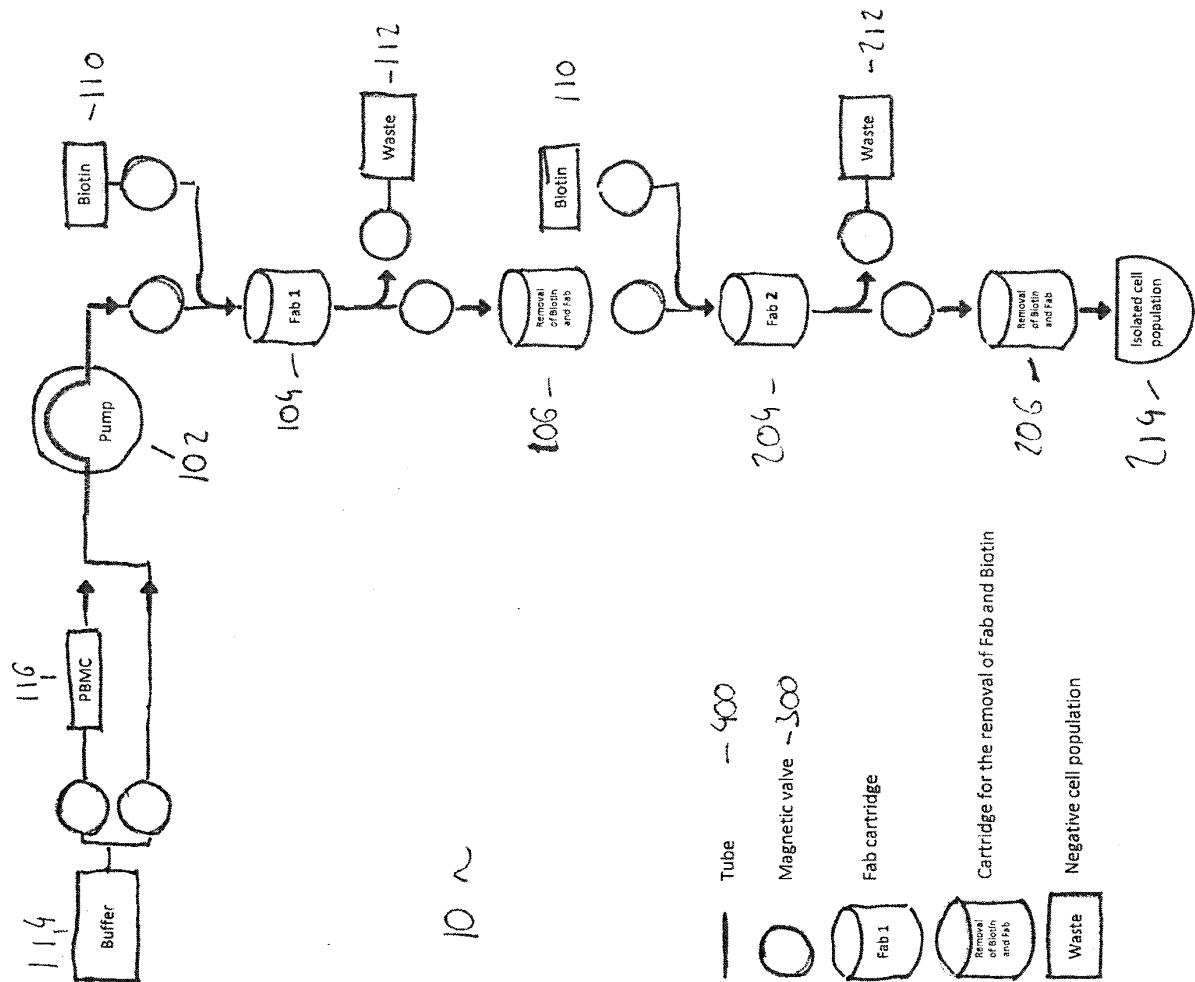 114
116
Buffer
PBMC
Pump
Biotin -110
102
104 -
Fab 1
Waste -112
10 ~
106 -
Removal
of Biotin
and Fab
Biotin 110
Tube - 400
Magnetic valve -300
Fab 1
Fab cartridge
Removal
of Biotin
and Fab
Cartridge for the removal of Fab and Biotin
Waste
Negative cell population
204 -
Fab 2
Waste -212
206 -
Removal
of Biotin
and Fab
214 -
Isolated cell
population